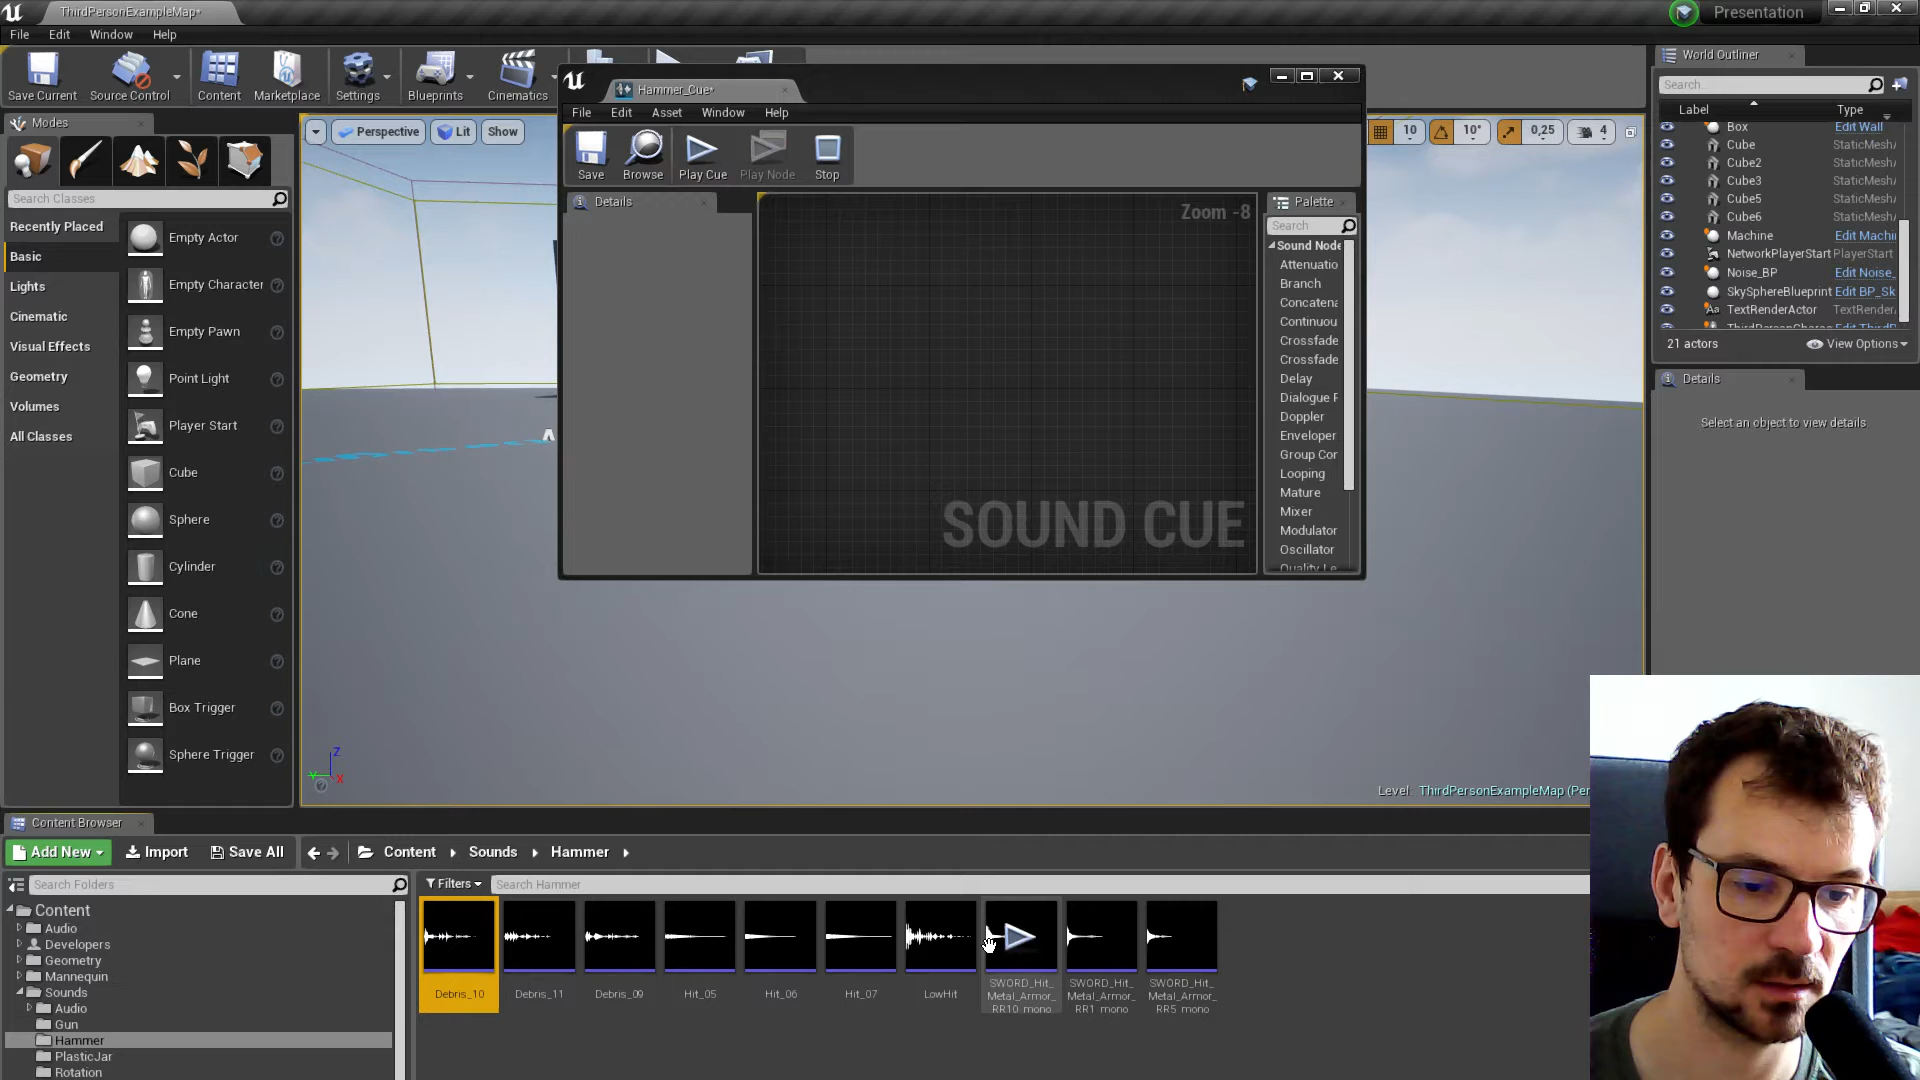 ThirdPersonExampleMap*
Presentation
File Edit Window Help
Save Current
Source Control
Content
Marketplace
Settings
Blueprints
Cinematics
Modes
Search Classes
Recently Placed
Basic
Lights
Cinematic
Visual Effects
Geometry
Volumes
All Classes
Empty Actor
Empty Character
Empty Pawn
Point Light
Player Start
Cube
Sphere
Cylinder
Cone
Plane
Box Trigger
Sphere Trigger
Perspective
Lit
Show
10
10°
0,25
4
Hammer_Cue*
File Edit Asset Window Help
Save
Browse
Play Cue
Play Node
Stop
Details
Zoom -8
SOUND CUE
Palette
Search
Sound Node
Attenuatio
Branch
Concatena
Continuou
Crossfade
Crossfade
Delay
Dialogue P
Doppler
Enveloper
Group Cor
Looping
Mature
Mixer
Modulator
Oscillator
Quality Le
World Outliner
Search...
Label Type
Box Edit Wall
Cube StaticMesh
Cube2 StaticMesh
Cube3 StaticMesh
Cube5 StaticMesh
Cube6 StaticMesh
Machine Edit Machi
NetworkPlayerStart PlayerStart
Noise_BP Edit Noise_
SkySphereBlueprint Edit BP_Sk
TextRenderActor TextRender
21 actors
View Options
Details
Select an object to view details.
Z
Y
X
Level: ThirdPersonExampleMap (Per
Content Browser
Add New
Import
Save All
Content
Sounds
Hammer
Search Folders
Filters
Search Hammer
Content
Audio
Developers
Geometry
Mannequin
Sounds
Audio
Gun
Hammer
PlasticJar
Rotation
Debris_10
Debris_11
Debris_09
Hit_05
Hit_06
Hit_07
LowHit
SWORD_Hit_
Metal_Armor_
RR10_mono
SWORD_Hit_
Metal_Armor_
RR1_mono
SWORD_Hit_
Metal_Armor_
RR5_mono